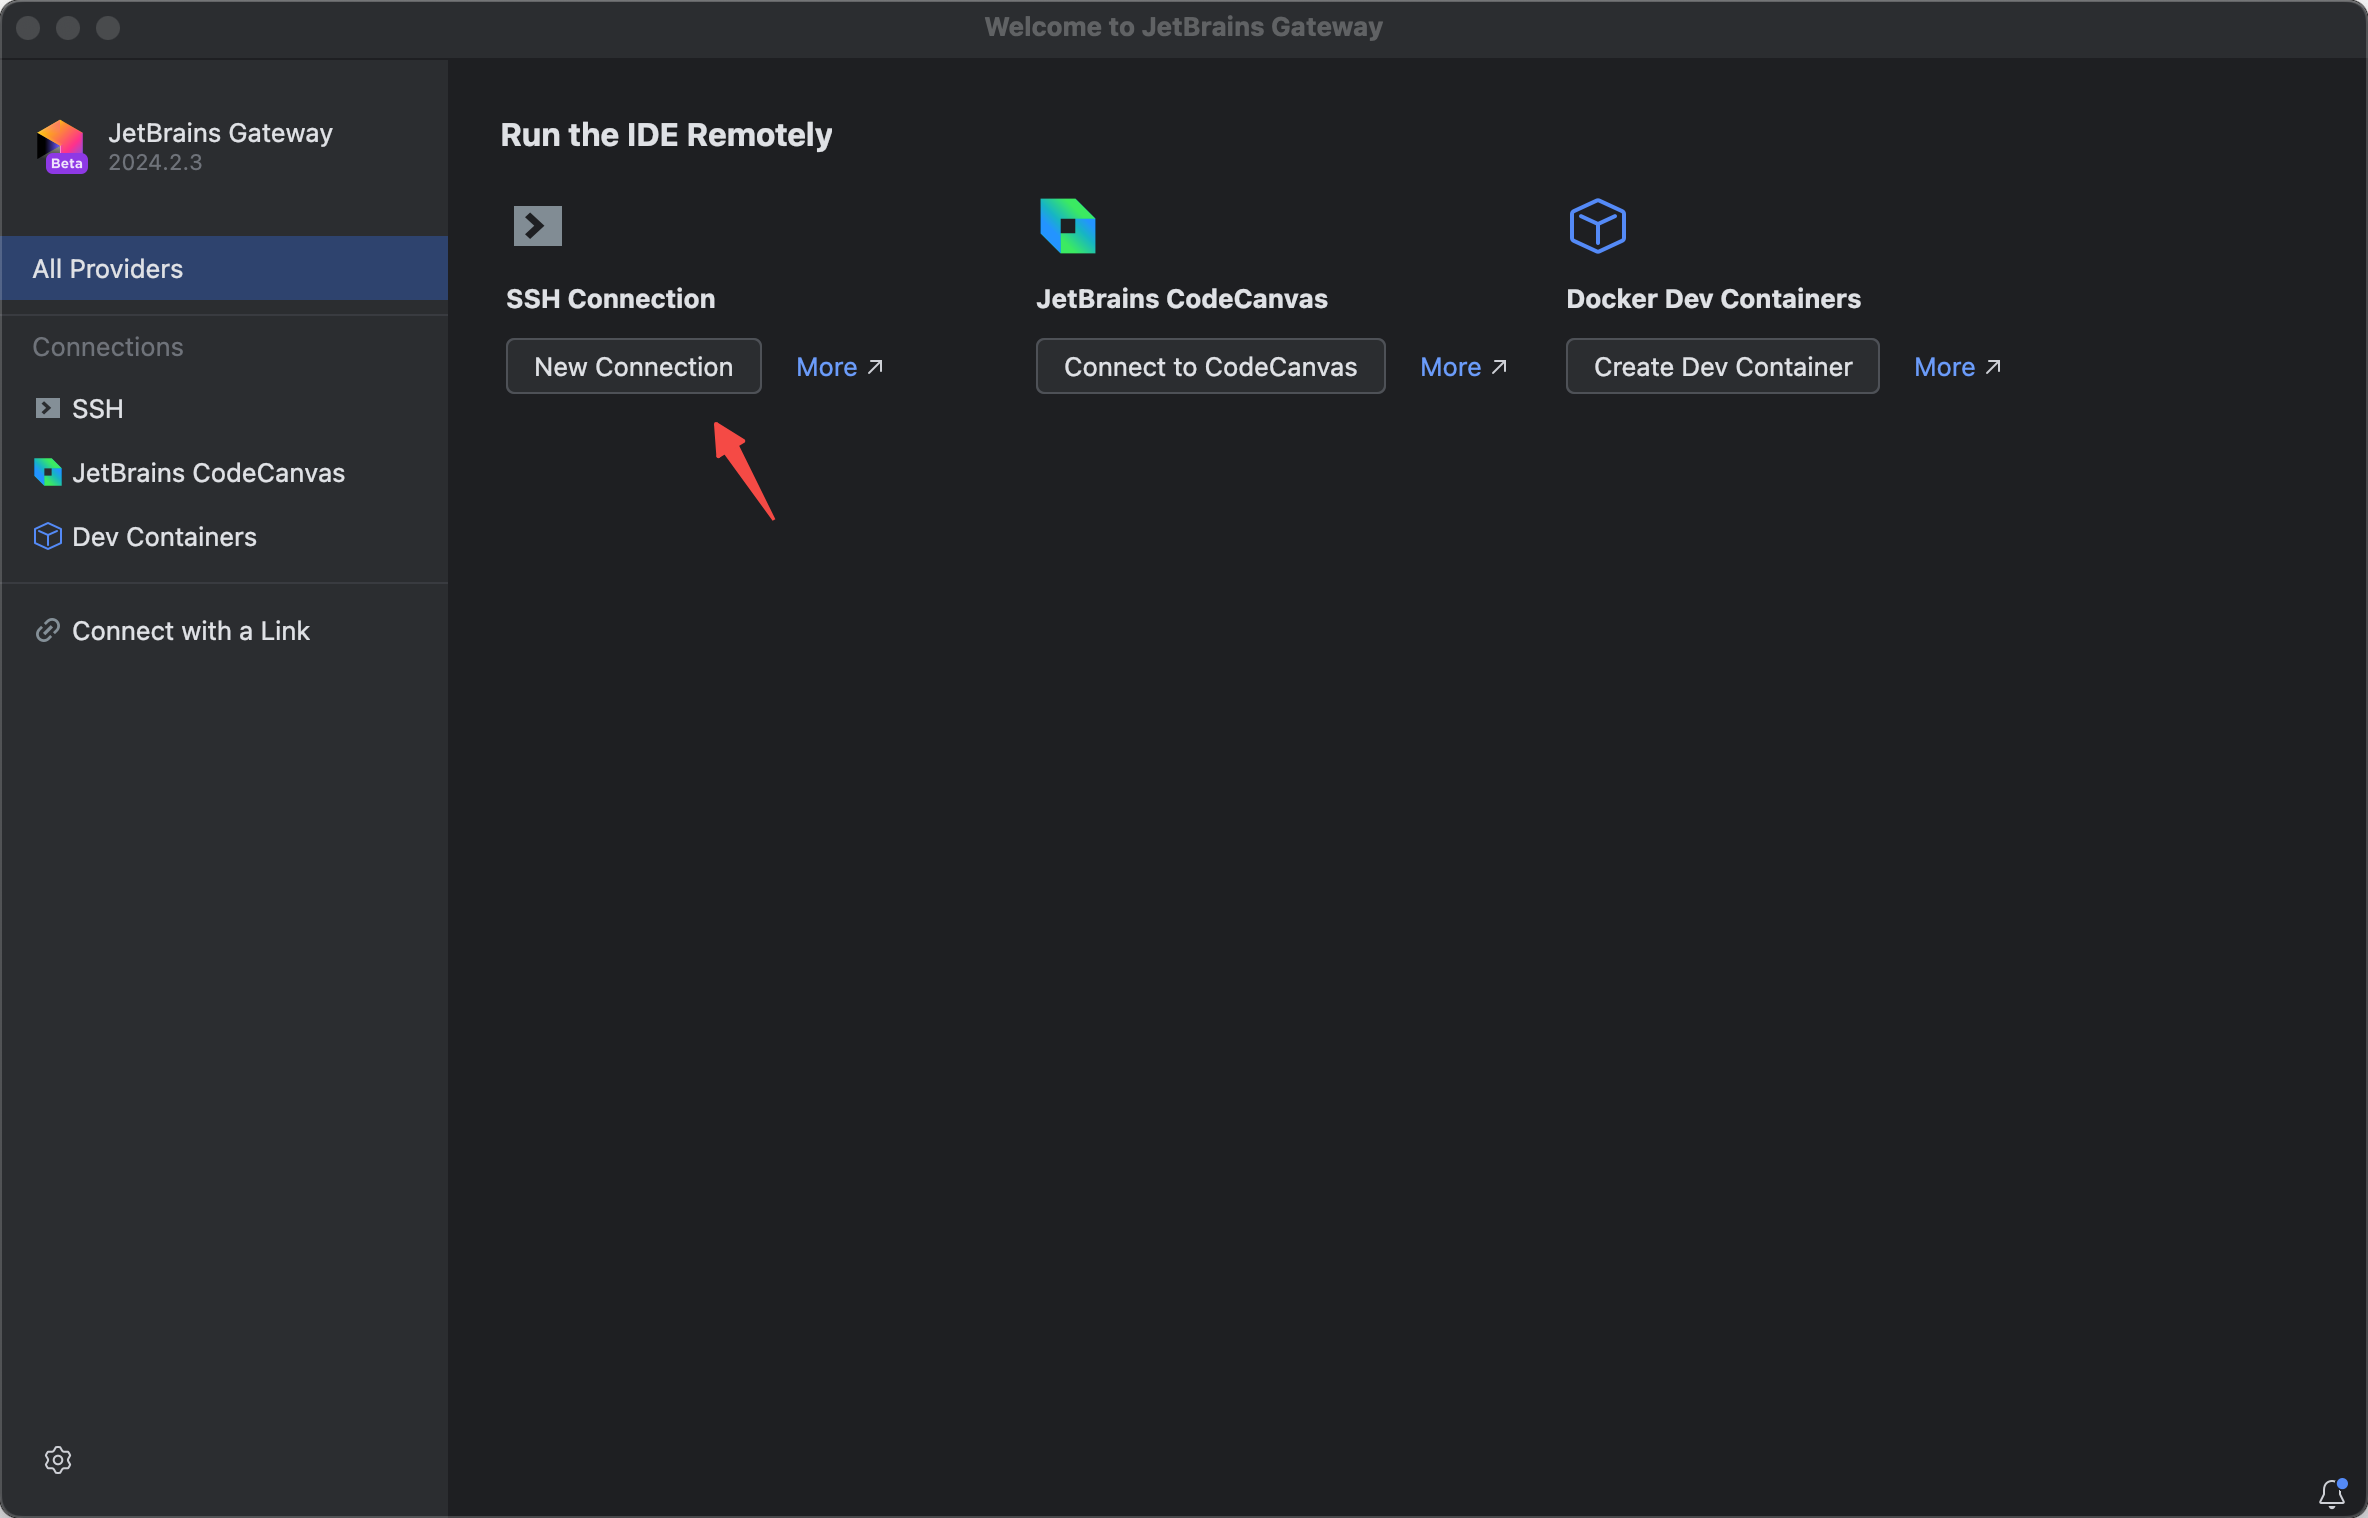 Welcome to JetBrains Gateway
JetBrains Gateway
2024.2.3
Beta
All Providers
Connections
SSH
JetBrains CodeCanvas
Dev Containers
Connect with a Link
Run the IDE Remotely
SSH Connection
New Connection More
JetBrains CodeCanvas
Connect to CodeCanvas More
Docker Dev Containers
Create Dev Container More